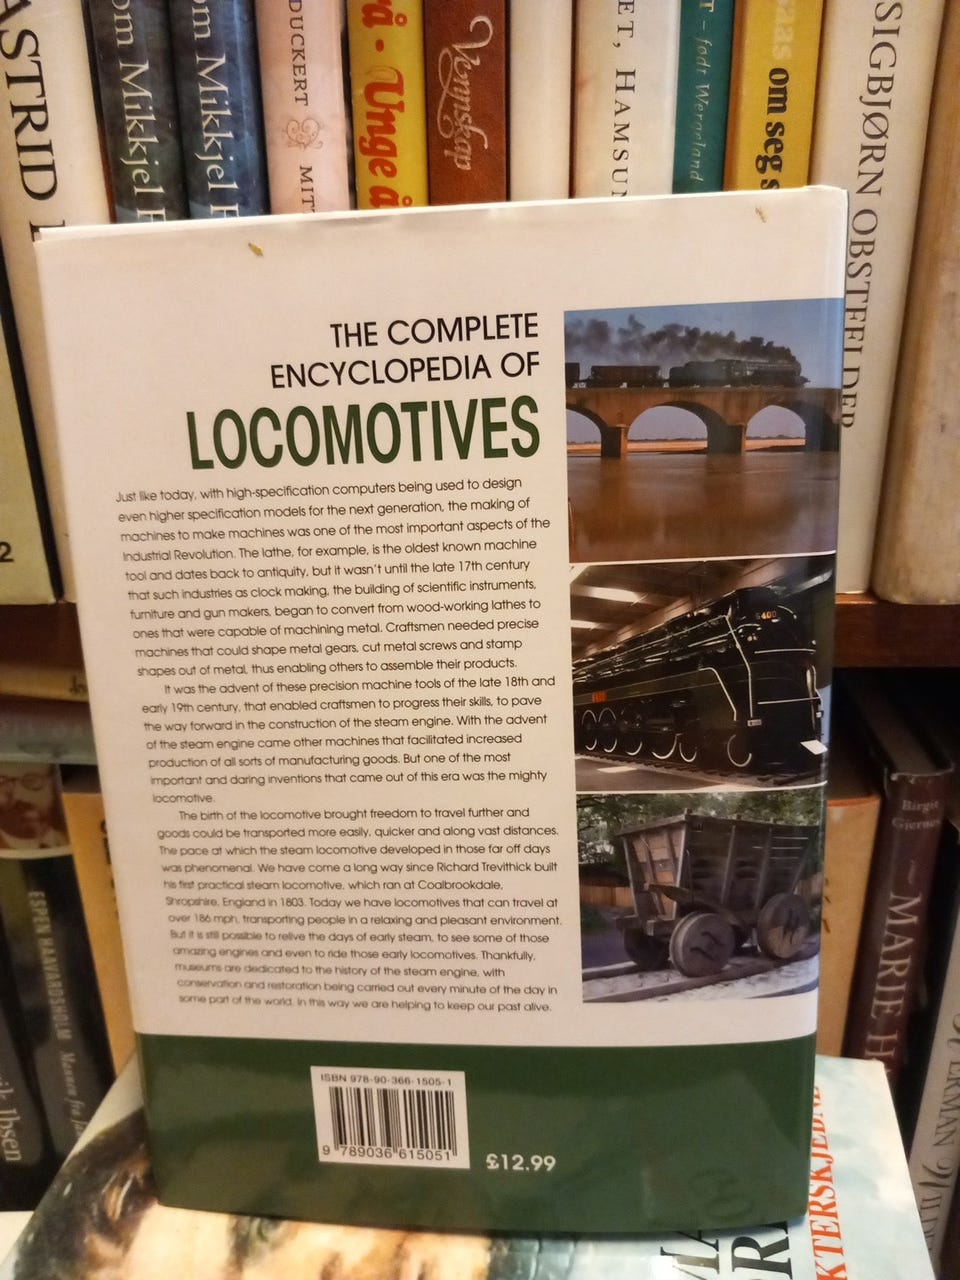 ASTRID
om Mikkjel F
om Mikkjel F
DUCKERT
MIT
på - Unge å
Vennskap
ET, HAMSUN
T – født Wergeland
om seg s
SIGBJØRN OBSTFELDER
THE COMPLETE
ENCYCLOPEDIA OF
LOCOMOTIVES
Just like today, with high-specification computers being used to design
even higher specification models for the next generation, the making of
machines to make machines was one of the most important aspects of the
Industrial Revolution. The lathe, for example, is the oldest known machine
tool and dates back to antiquity, but it wasn't until the late 17th century
that such industries as clock making, the building of scientific instruments,
furniture and gun makers, began to convert from wood-working lathes to
ones that were capable of machining metal. Craftsmen needed precise
machines that could shape metal gears, cut metal screws and stamp
shapes out of metal, thus enabling others to assemble their products.
It was the advent of these precision machine tools of the late 18th and
early 19th century, that enabled craftsmen to progress their skills, to pave
the way forward in the construction of the steam engine. With the advent
of the steam engine came other machines that facilitated increased
production of all sorts of manufacturing goods. But one of the most
important and daring inventions that came out of this era was the mighty
locomotive.
The birth of the locomotive brought freedom to travel further and
goods could be transported more easily, quicker and along vast distances.
The pace at which the steam locomotive developed in those far off days
was phenomenal. We have come a long way since Richard Trevithick built
his first practical steam locomotive, which ran at Coalbrookdale,
Shropshire, England in 1803. Today we have locomotives that can travel at
over 186 mph, transporting people in a relaxing and pleasant environment.
But it is still possible to relive the days of early steam, to see some of those
amazing engines and even to ride those early locomotives. Thankfully,
museums are dedicated to the history of the steam engine, with
conservation and restoration being carried out every minute of the day in
some part of the world. In this way we are helping to keep our past alive.
6400
6400
ISBN 978-90-366-1505-1
9 789036 615051
£12.99
2
ESPEN HAAVARDSHOLM Mannen fra J
Ibsen
Birgit
Gjernes
MARIE H
ERMAN
KTERSKJEDNE